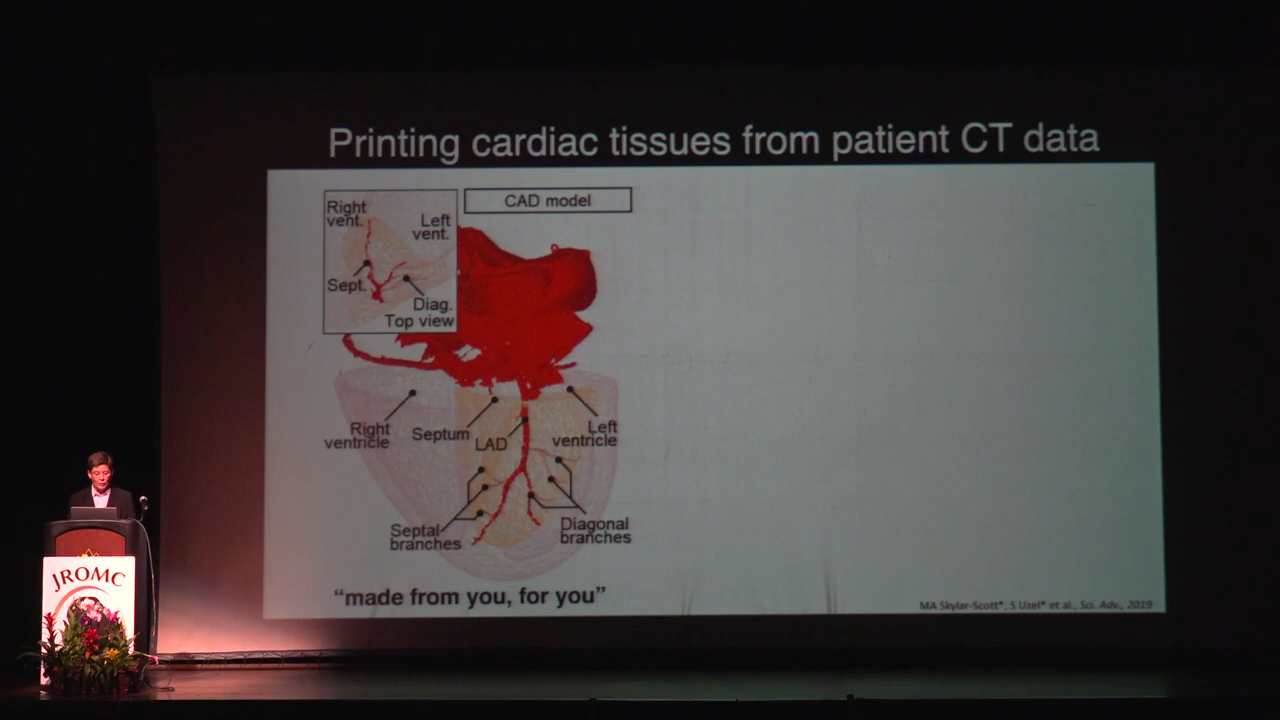 Printing cardiac tissues from patient CT data
CAD model
Right
vent.
Left
vent.
Sept.
Diag.
Top view
Right
ventricle
Septum
LAD
Left
ventricle
Septal
branches
Diagonal
branches
"made from you, for you"
MA Skylar-Scott*, S Uzel* et al., Sci. Adv., 2019
JROMC